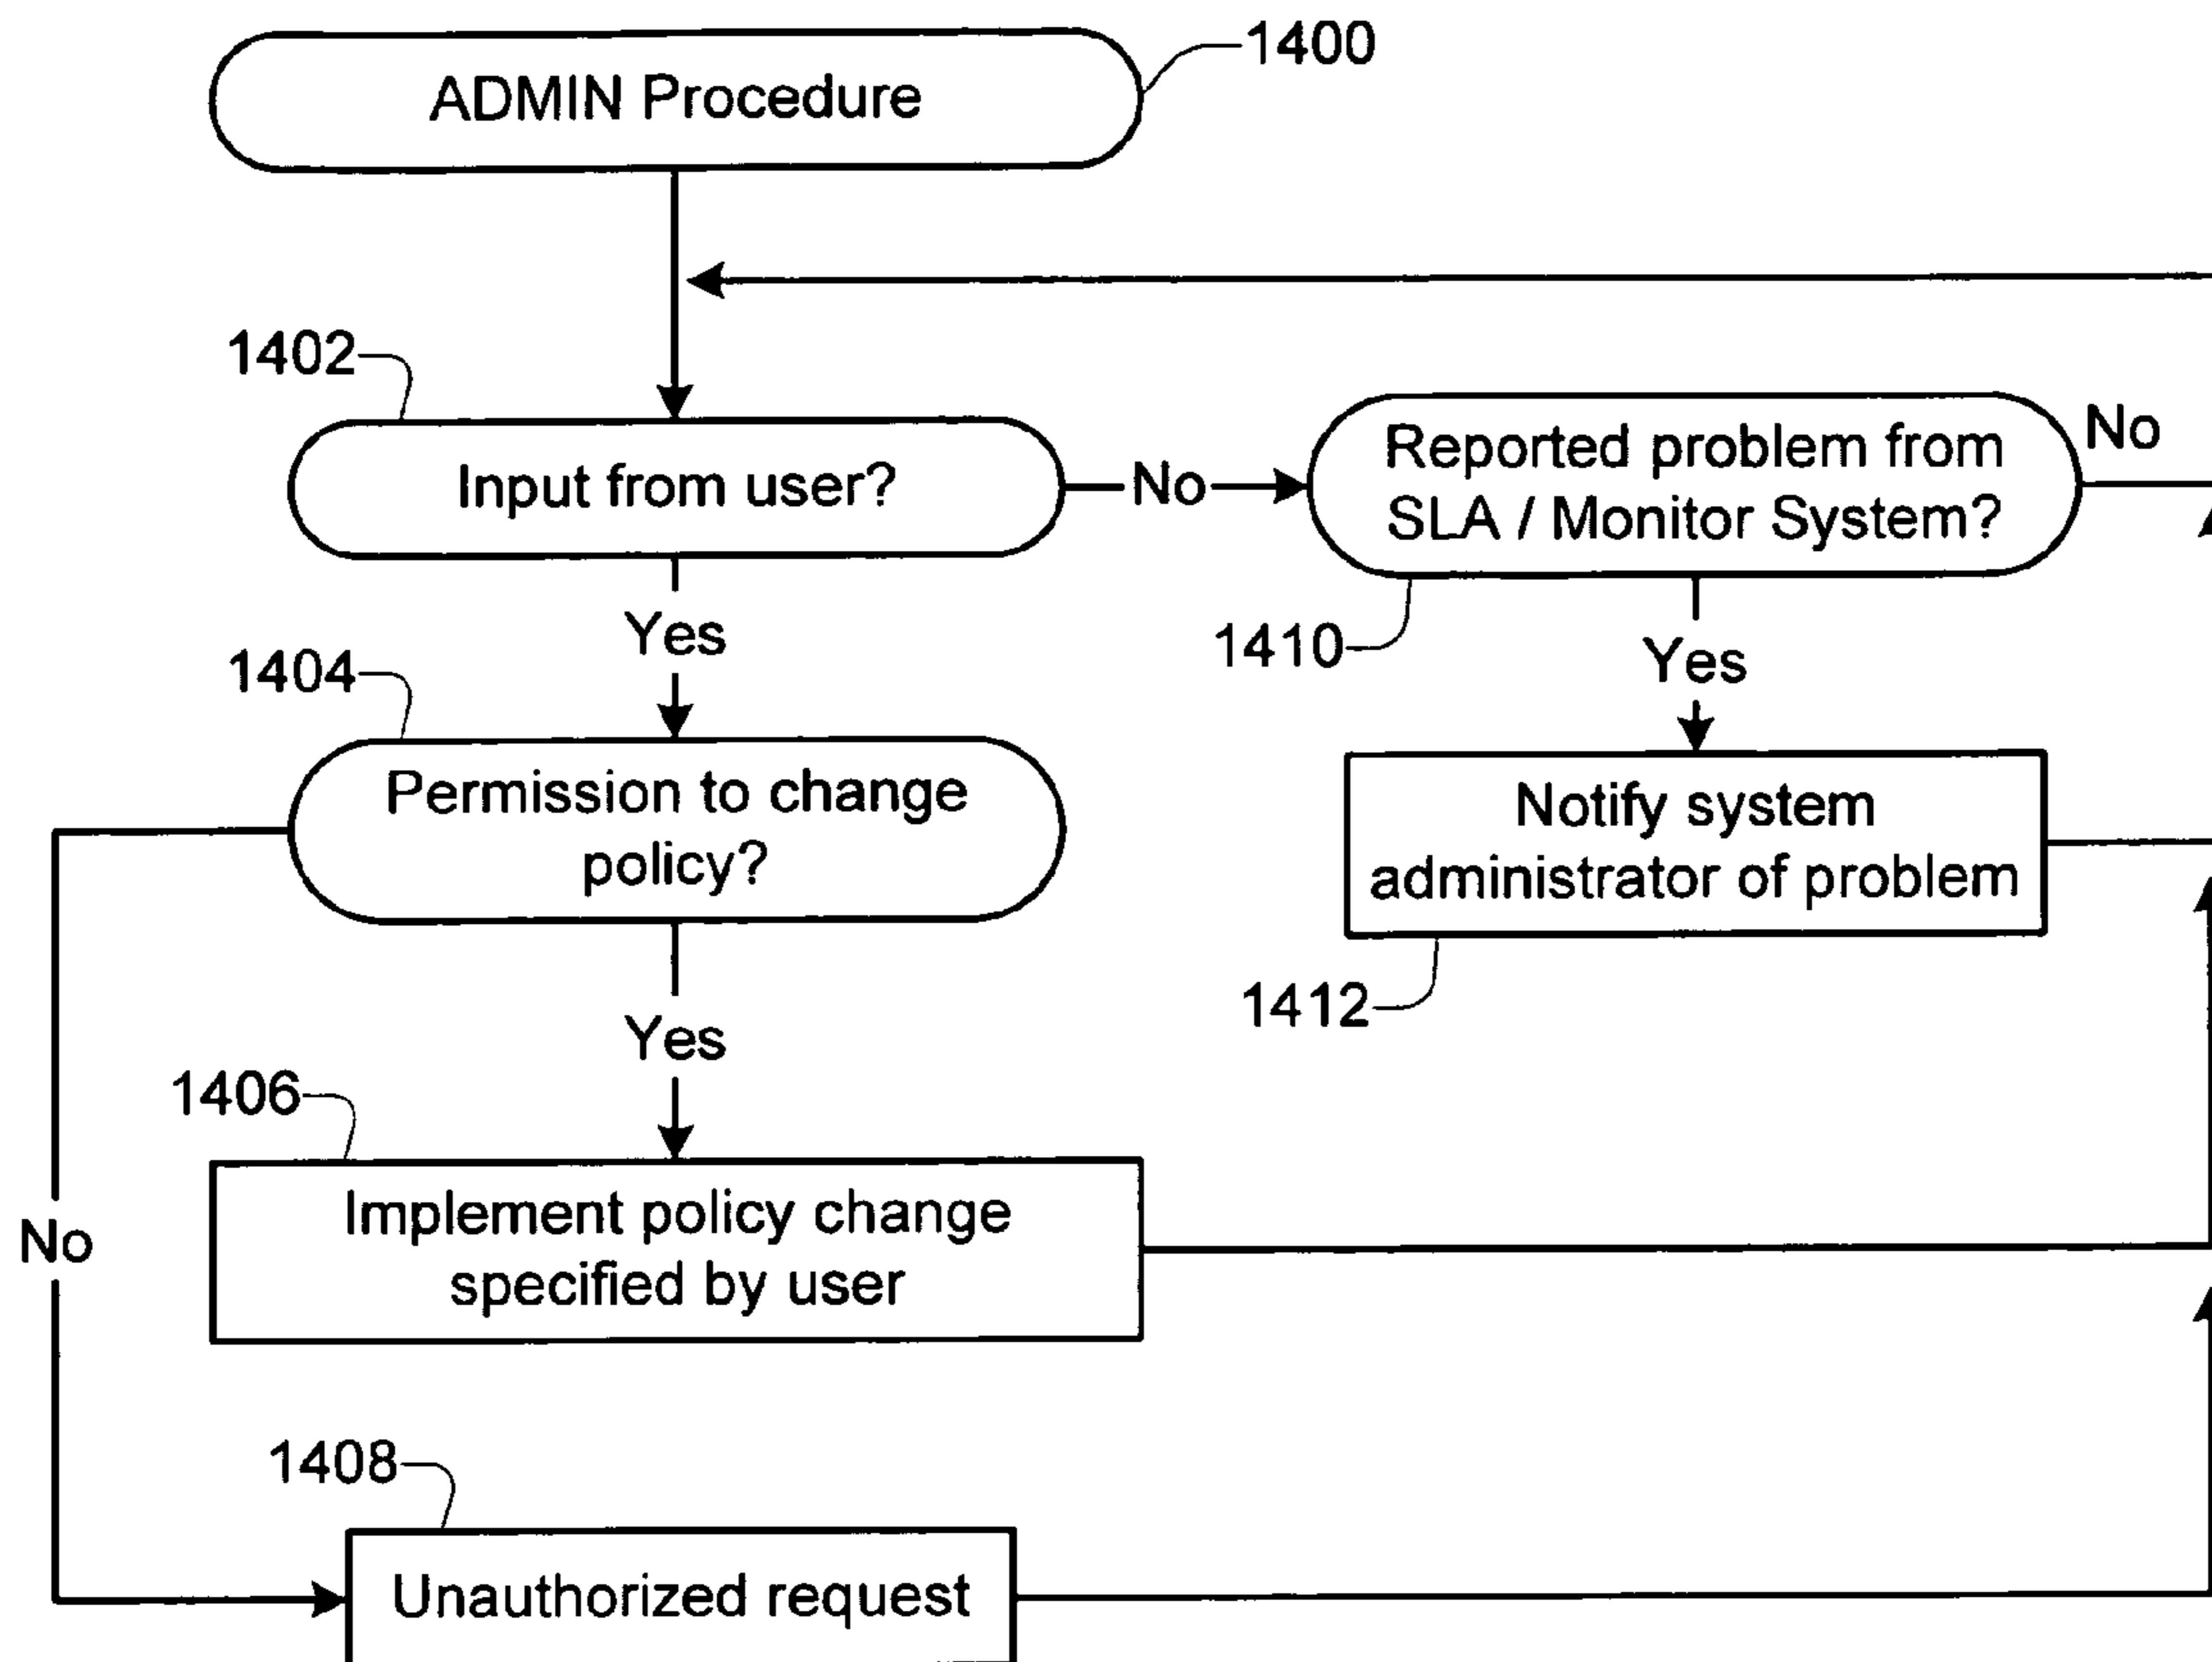 1400
ADMIN Procedure
1402
Input from user?
No
Reported problem from
SLA / Monitor System?
No
Yes
1410
Yes
1404
Permission to change
policy?
Notify system
administrator of problem
1412
Yes
1406
Implement policy change
specified by user
No
1408
Unauthorized request